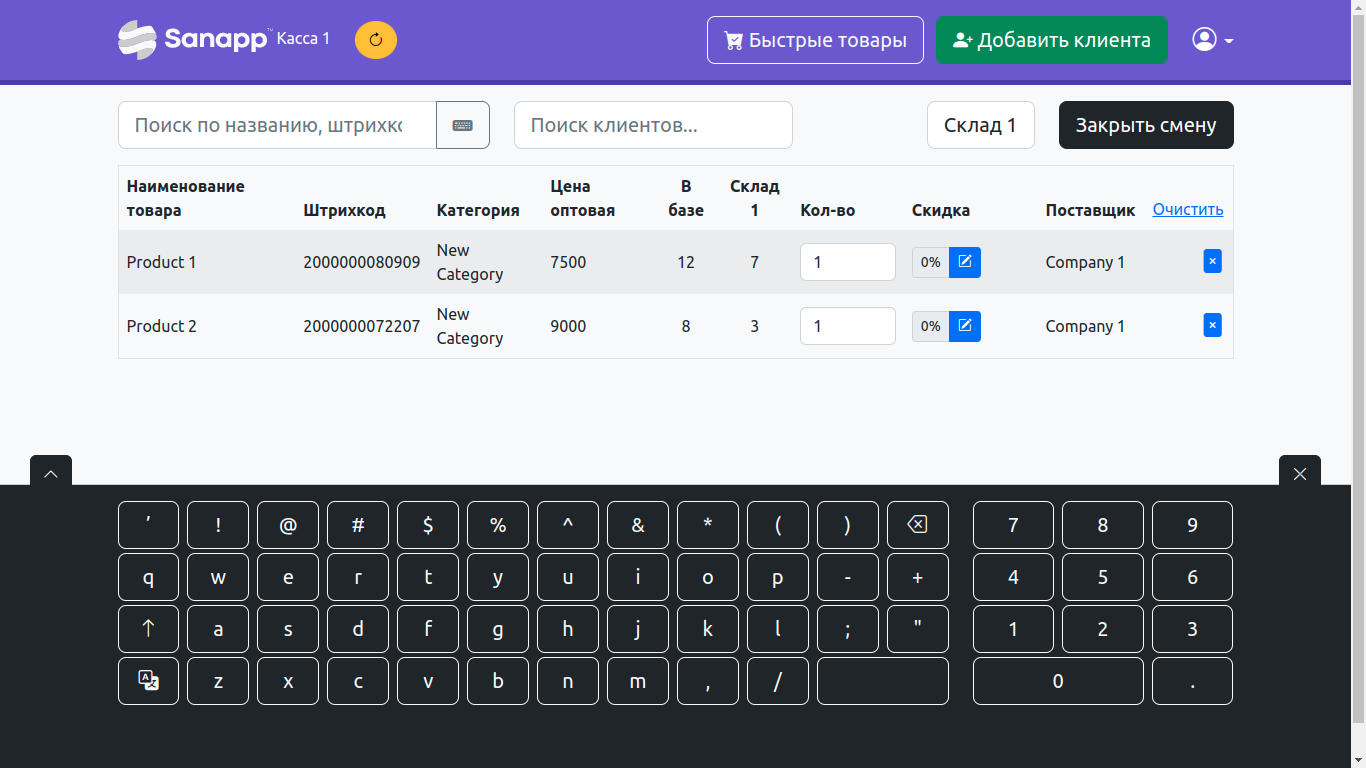 Sanapp™ Касса 1
Быстрые товары
Добавить клиента
Поиск по названию, штрихко
Поиск клиентов...
Склад 1
Закрыть смену
Наименование товара Штрихкод Категория Цена оптовая В базе Склад 1 Кол-во Скидка Поставщик Очистить
Product 1 2000000080909 New Category 7500 12 7 1 0% Company 1 ×
Product 2 2000000072207 New Category 9000 8 3 1 0% Company 1 ×
’ ! @ # $ % ^ & * ( ) 7 8 9
q w e r t y u i o p - + 4 5 6
↑ a s d f g h j k l ; " 1 2 3
z x c v b n m , / 0 .